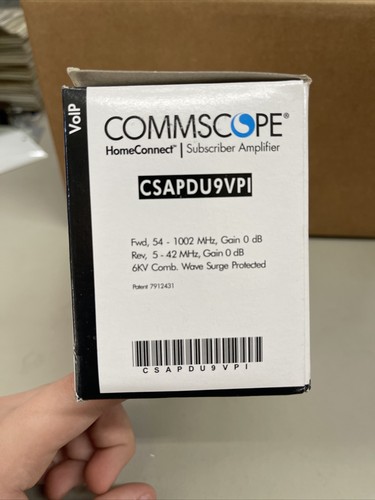 VoIP
COMMSCOPE®
HomeConnect™ | Subscriber Amplifier
CSAPDU9VPI
Fwd, 54 - 1002 MHz, Gain 0 dB
Rev, 5 - 42 MHz, Gain 0 dB
6KV Comb. Wave Surge Protected
Patent 7912431
CSAPDU9VPI